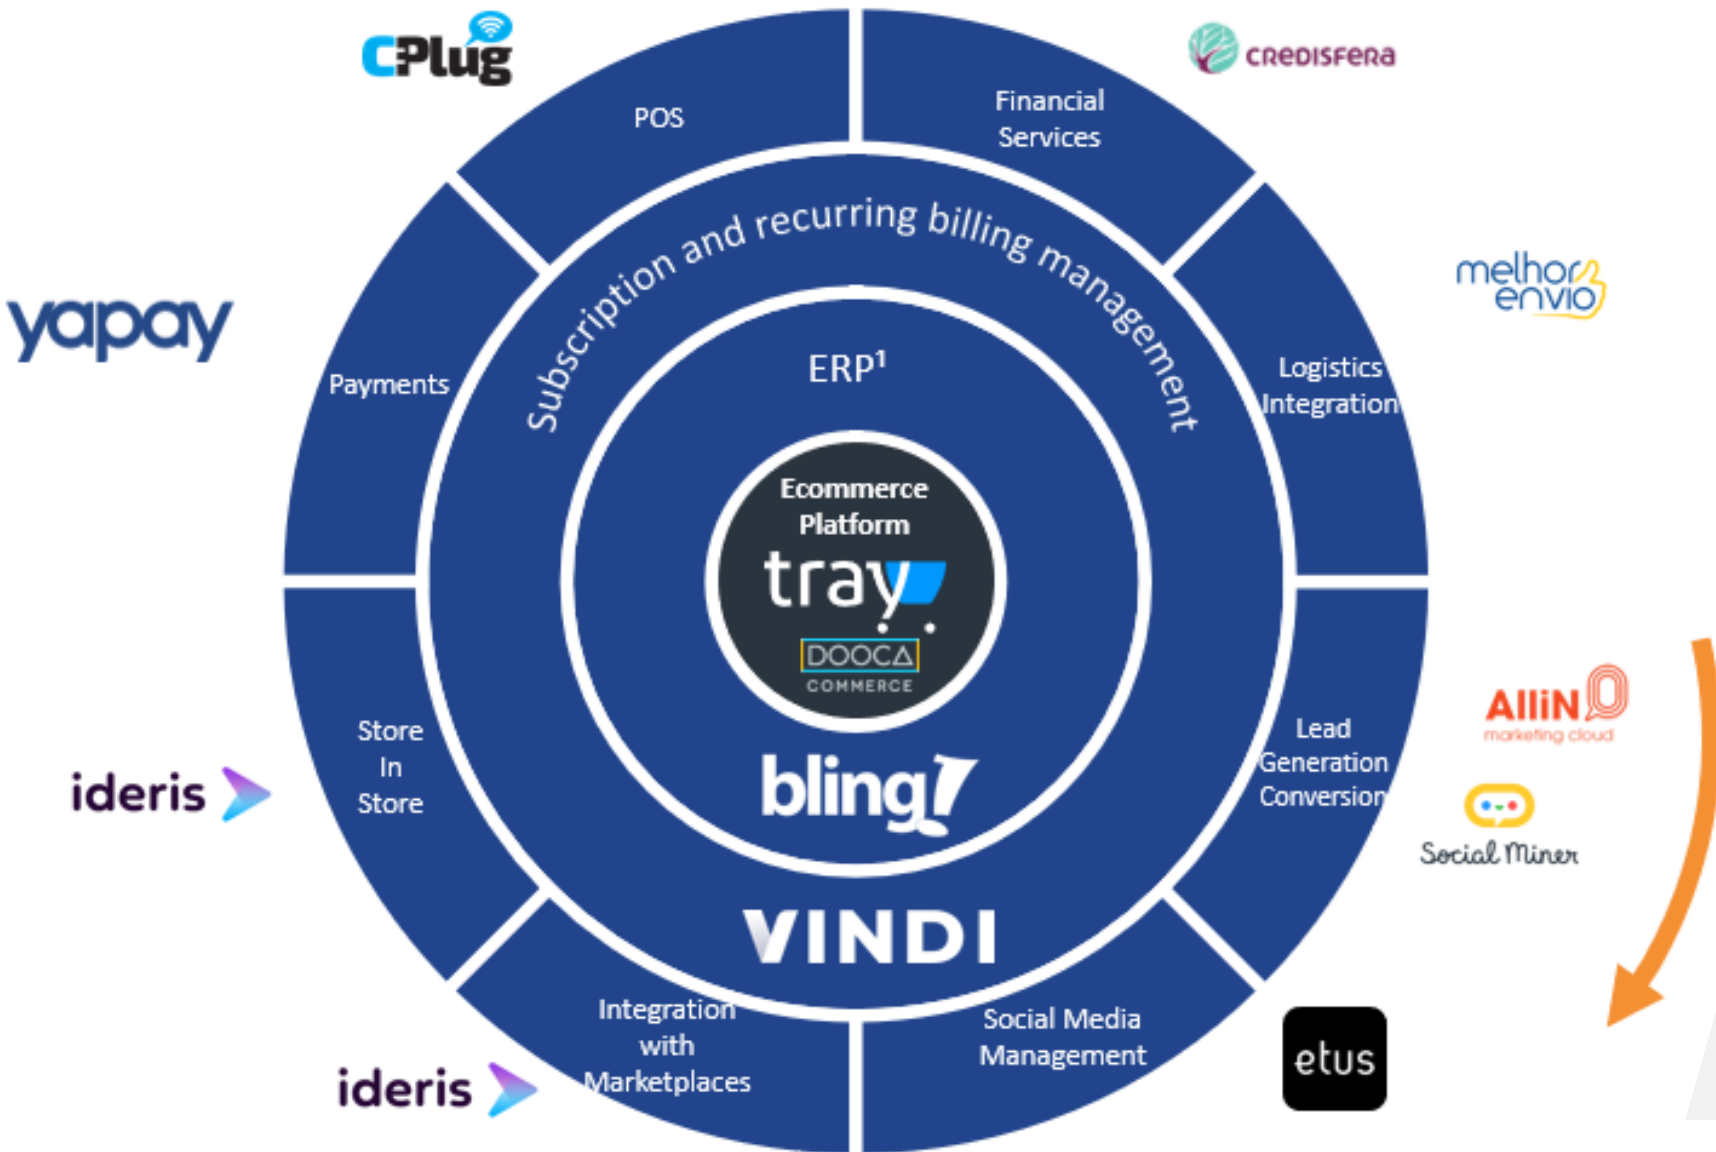 CPlug
CREDISFERA
POS
Financial
Services
Subscription and recurring billing management
melhor
envio
yapay
Payments
ERP¹
Logistics
Integration
Ecommerce
Platform
tray
DOOCA
COMMERCE
Store
In
Store
ideris
bling!
Lead
Generation
Conversion
AlliN
marketing cloud
Social Miner
VINDI
Integration
with
Marketplaces
ideris
Social Media
Management
etus